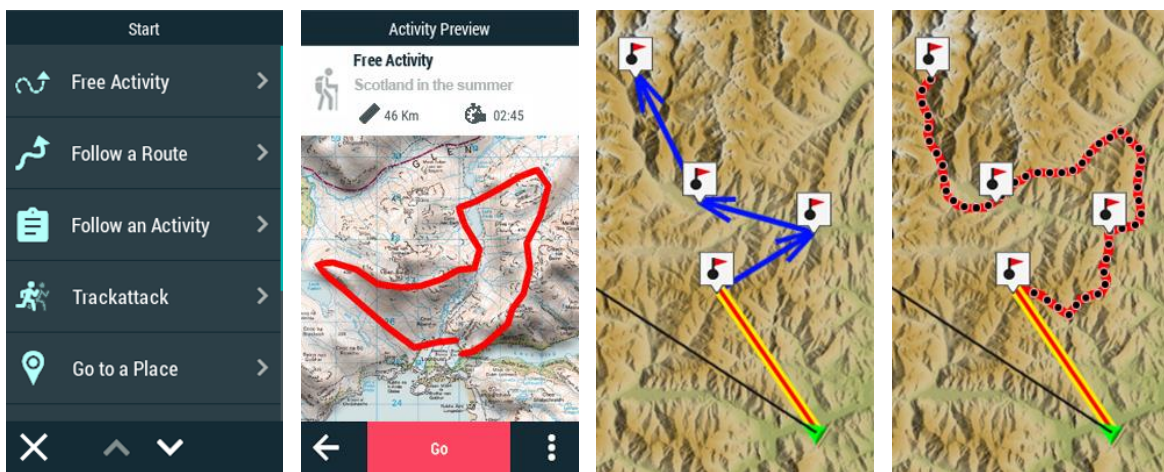 Start
Free Activity
Follow a Route
Follow an Activity
Trackattack
Go to a Place
Activity Preview
Free Activity
Scotland in the summer
46 Km
02:45
G L E N
24
Go